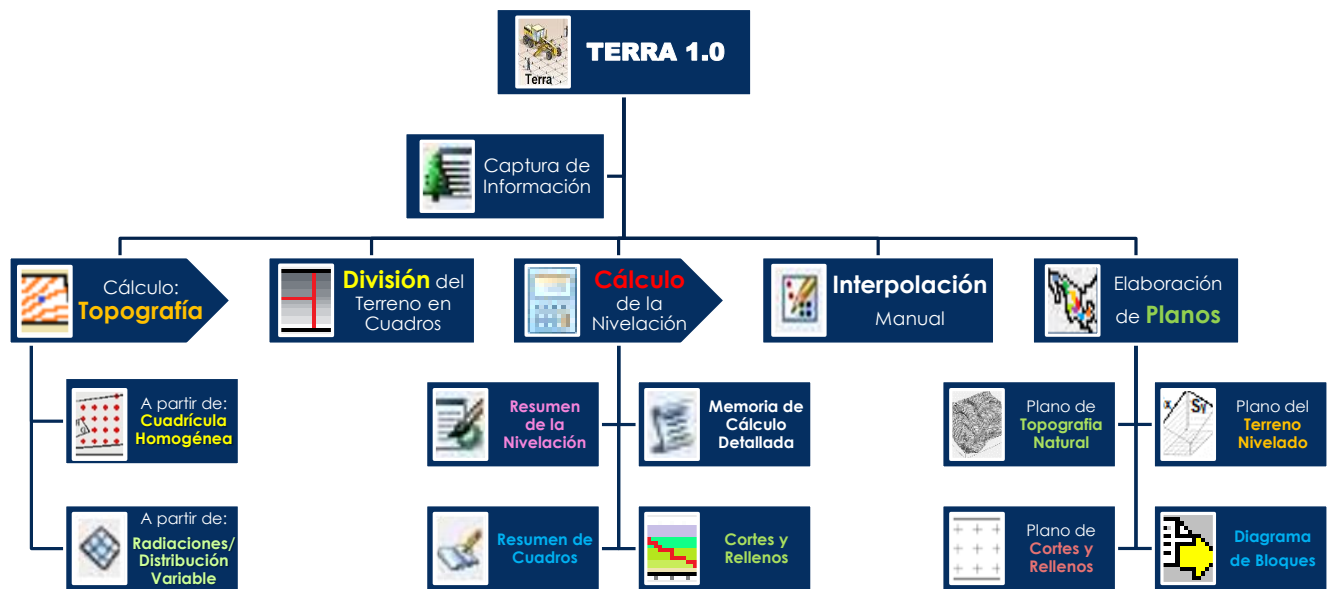 Terra
TERRA 1.0
Captura de
Información
Cálculo:
Topografía
División del
Terreno en
Cuadros
Cálculo
de la
Nivelación
Interpolación
Manual
Elaboración
de Planos
A partir de:
Cuadrícula
Homogénea
Resumen
de la
Nivelación
Memoria de
Cálculo
Detallada
Plano de
Topografia
Natural
Plano del
Terreno
Nivelado
A partir de:
Radiaciones/
Distribución
Variable
Resumen de
Cuadros
Cortes y
Rellenos
Plano de
Cortes y
Rellenos
Diagrama
de Bloques